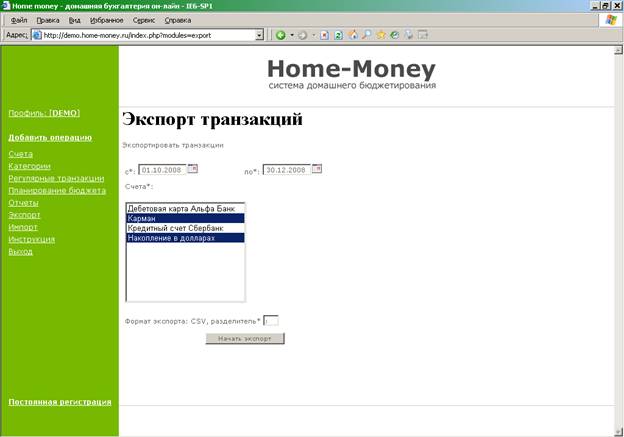 Home money - домашняя бухгалтерия он-лайн - IE6-SP1
Файл Правка Вид Избранное Сервис Справка
Адрес: http://demo.home-money.ru/index.php?modules=export
Home-Money
система домашнего бюджетирования
Профиль: [DEMO]
Добавить операцию
Счета
Категории
Регулярные транзакции
Планирование бюджета
Отчеты
Экспорт
Импорт
Инструкция
Выход
Постоянная регистрация
Экспорт транзакций
Экспортировать транзакции
с*: 01.10.2008 по*: 30.12.2008
Счета*:
Дебетовая карта Альфа Банк
Карман
Кредитный счет Сбербанк
Накопление в долларах
Формат экспорта: CSV, разделитель*
Начать экспорт